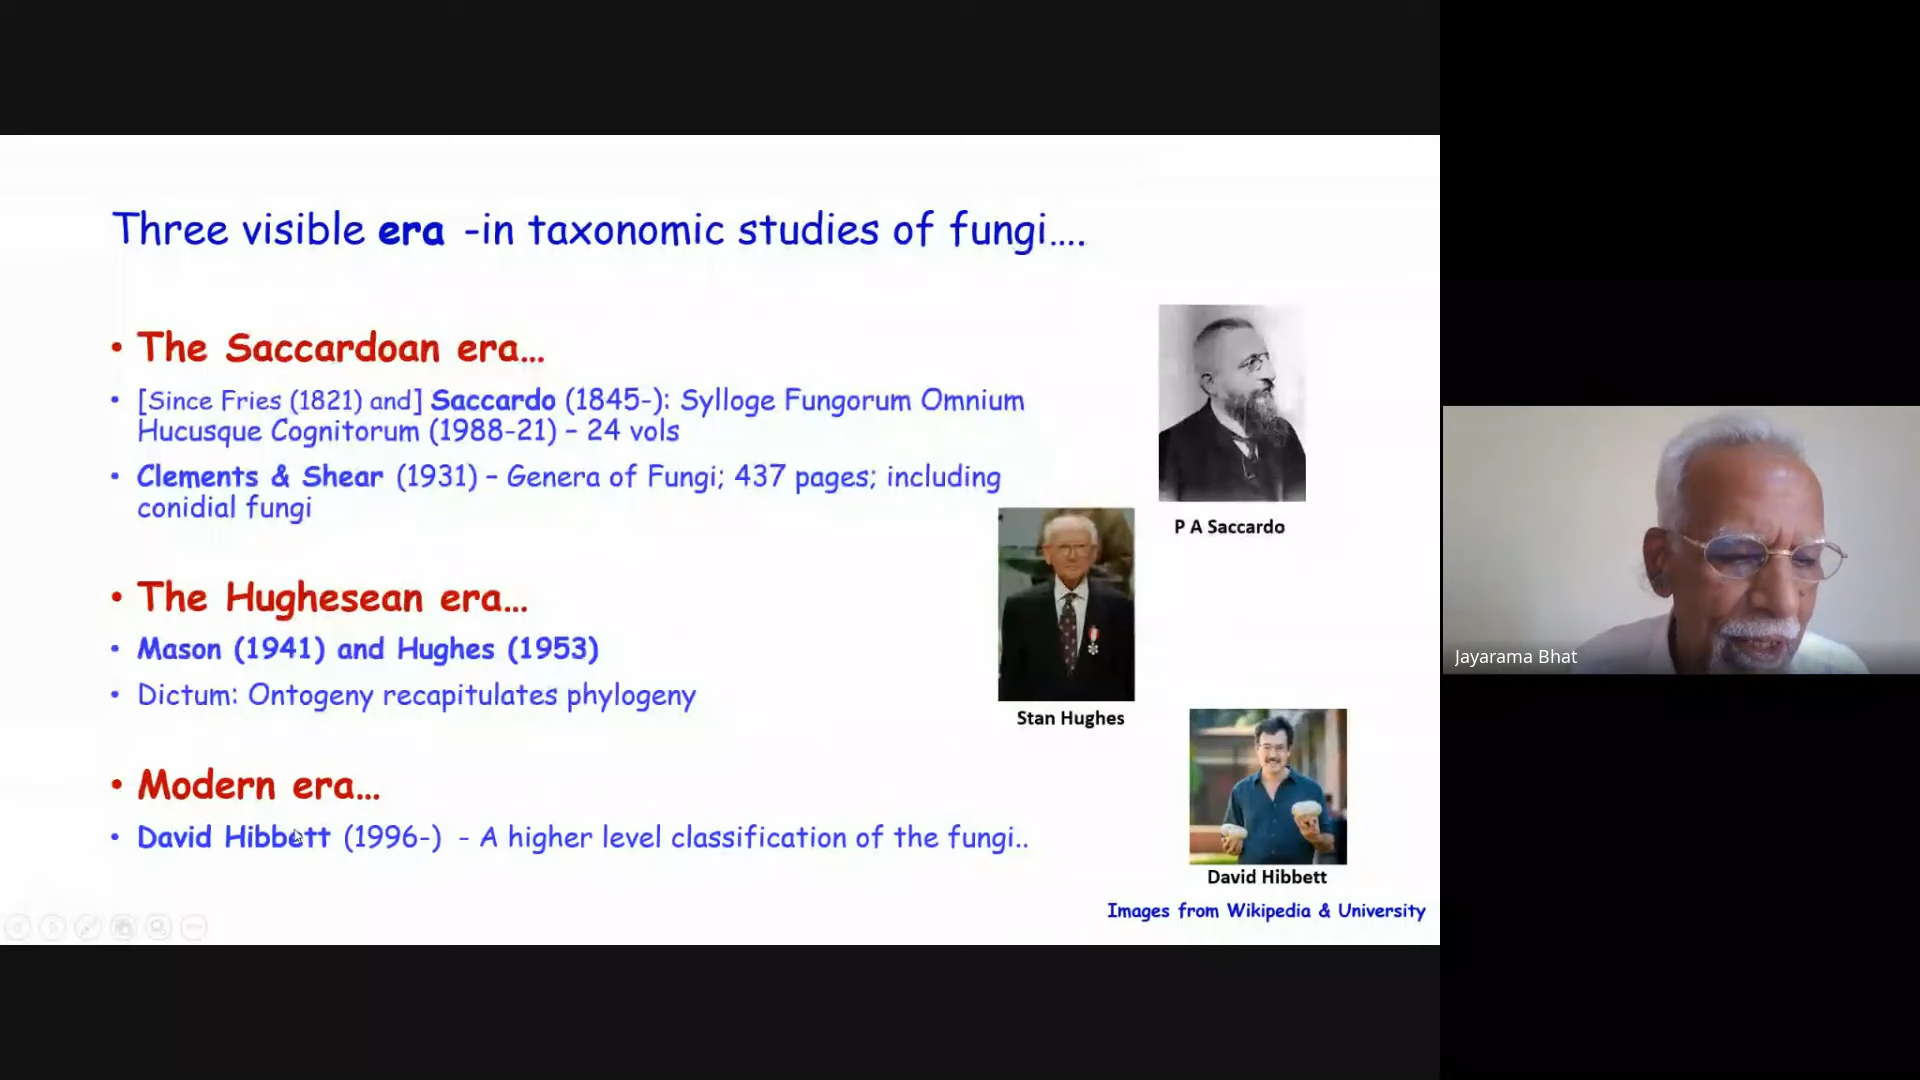 Three visible era -in taxonomic studies of fungi....
• The Saccardoan era...
• [Since Fries (1821) and] Saccardo (1845-): Sylloge Fungorum Omnium
Hucusque Cognitorum (1988-21) – 24 vols
• Clements & Shear (1931) – Genera of Fungi; 437 pages; including
conidial fungi
P A Saccardo
• The Hughesean era...
• Mason (1941) and Hughes (1953)
• Dictum: Ontogeny recapitulates phylogeny
Stan Hughes
• Modern era...
• David Hibbett (1996-) - A higher level classification of the fungi..
David Hibbett
Images from Wikipedia & University
Jayarama Bhat